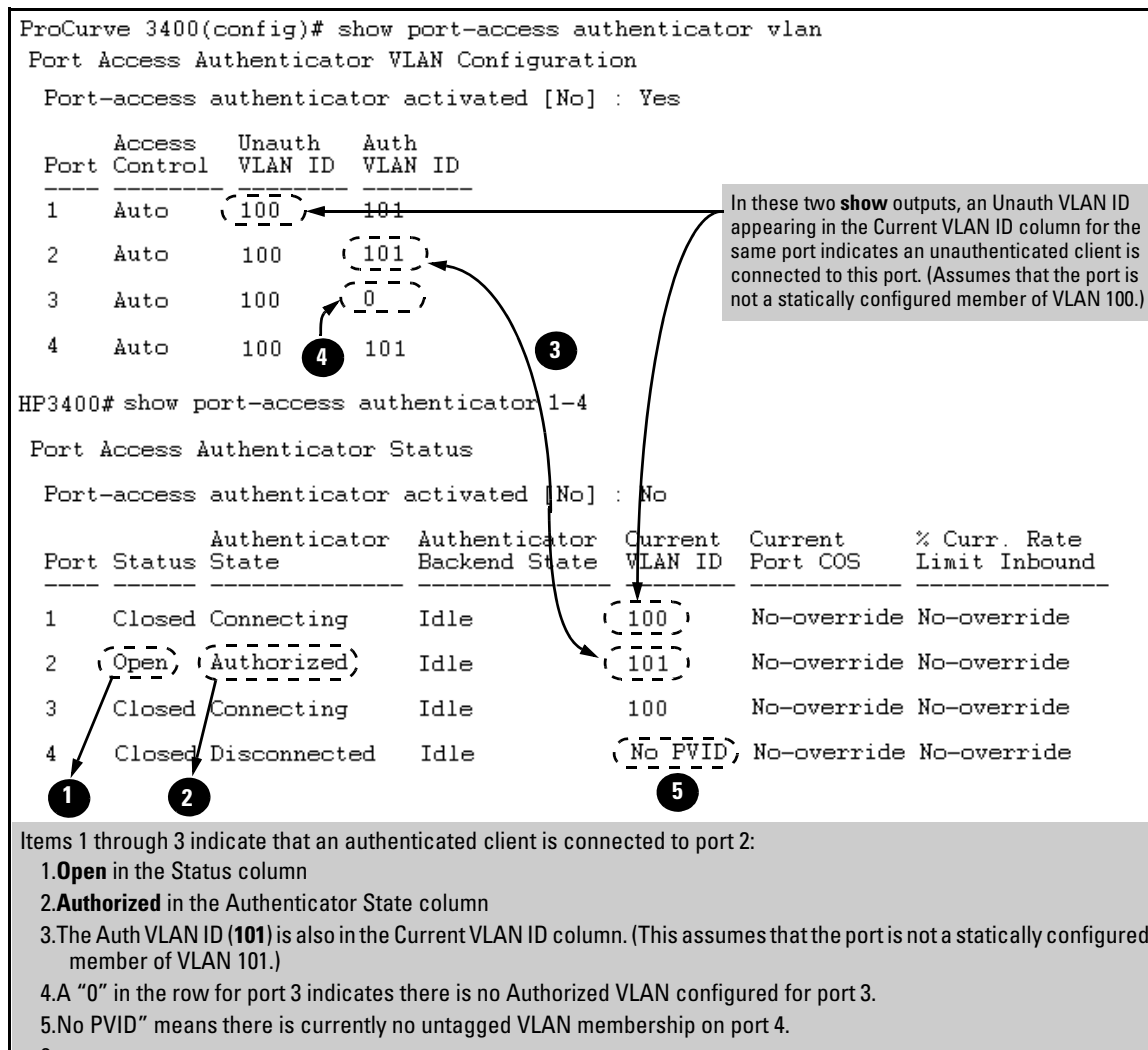 ProCurve 3400(config)# show port-access authenticator vlan
Port Access Authenticator VLAN Configuration
Port-access authenticator activated [No] : Yes
Access Unauth Auth
Port Control VLAN ID VLAN ID
---- -------- -------- --------
1 Auto 100 101
2 Auto 100 101
3 Auto 100 0
4 Auto 100 101
In these two show outputs, an Unauth VLAN ID
appearing in the Current VLAN ID column for the
same port indicates an unauthenticated client is
connected to this port. (Assumes that the port is
not a statically configured member of VLAN 100.)
4
3
HP3400# show port-access authenticator 1-4
Port Access Authenticator Status
Port-access authenticator activated [No] : No
Authenticator Authenticator Current Current % Curr. Rate
Port Status State Backend State VLAN ID Port COS Limit Inbound
---- ------ -------------- -------------- -------- ----------- --------------
1 Closed Connecting Idle 100 No-override No-override
2 Open Authorized Idle 101 No-override No-override
3 Closed Connecting Idle 100 No-override No-override
4 Closed Disconnected Idle No PVID No-override No-override
1 2 5
Items 1 through 3 indicate that an authenticated client is connected to port 2:
1.Open in the Status column
2.Authorized in the Authenticator State column
3.The Auth VLAN ID (101) is also in the Current VLAN ID column. (This assumes that the port is not a statically configured
member of VLAN 101.)
4.A “0” in the row for port 3 indicates there is no Authorized VLAN configured for port 3.
5.No PVID” means there is currently no untagged VLAN membership on port 4.